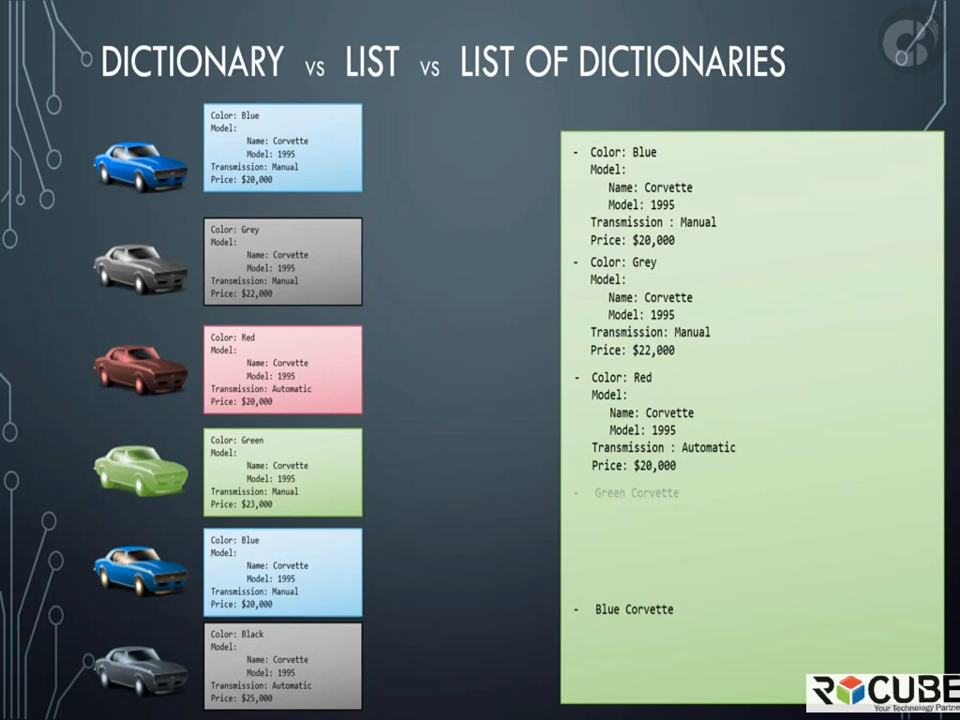 DICTIONARY vs LIST vs LIST OF DICTIONARIES
Color: Blue
Model:
Name: Corvette
Model: 1995
Transmission: Manual
Price: $20,000
Color: Grey
Model:
Name: Corvette
Model: 1995
Transmission: Manual
Price: $22,000
Color: Red
Model:
Name: Corvette
Model: 1995
Transmission: Automatic
Price: $20,000
Color: Green
Model:
Name: Corvette
Model: 1995
Transmission: Manual
Price: $23,000
Color: Blue
Model:
Name: Corvette
Model: 1995
Transmission: Manual
Price: $20,000
Color: Black
Model:
Name: Corvette
Model: 1995
Transmission: Automatic
Price: $25,000
- Color: Blue
Model:
Name: Corvette
Model: 1995
Transmission : Manual
Price: $20,000
- Color: Grey
Model:
Name: Corvette
Model: 1995
Transmission: Manual
Price: $22,000
- Color: Red
Model:
Name: Corvette
Model: 1995
Transmission : Automatic
Price: $20,000
- Green Corvette
- Blue Corvette
RCUBE
Your Technology Partne